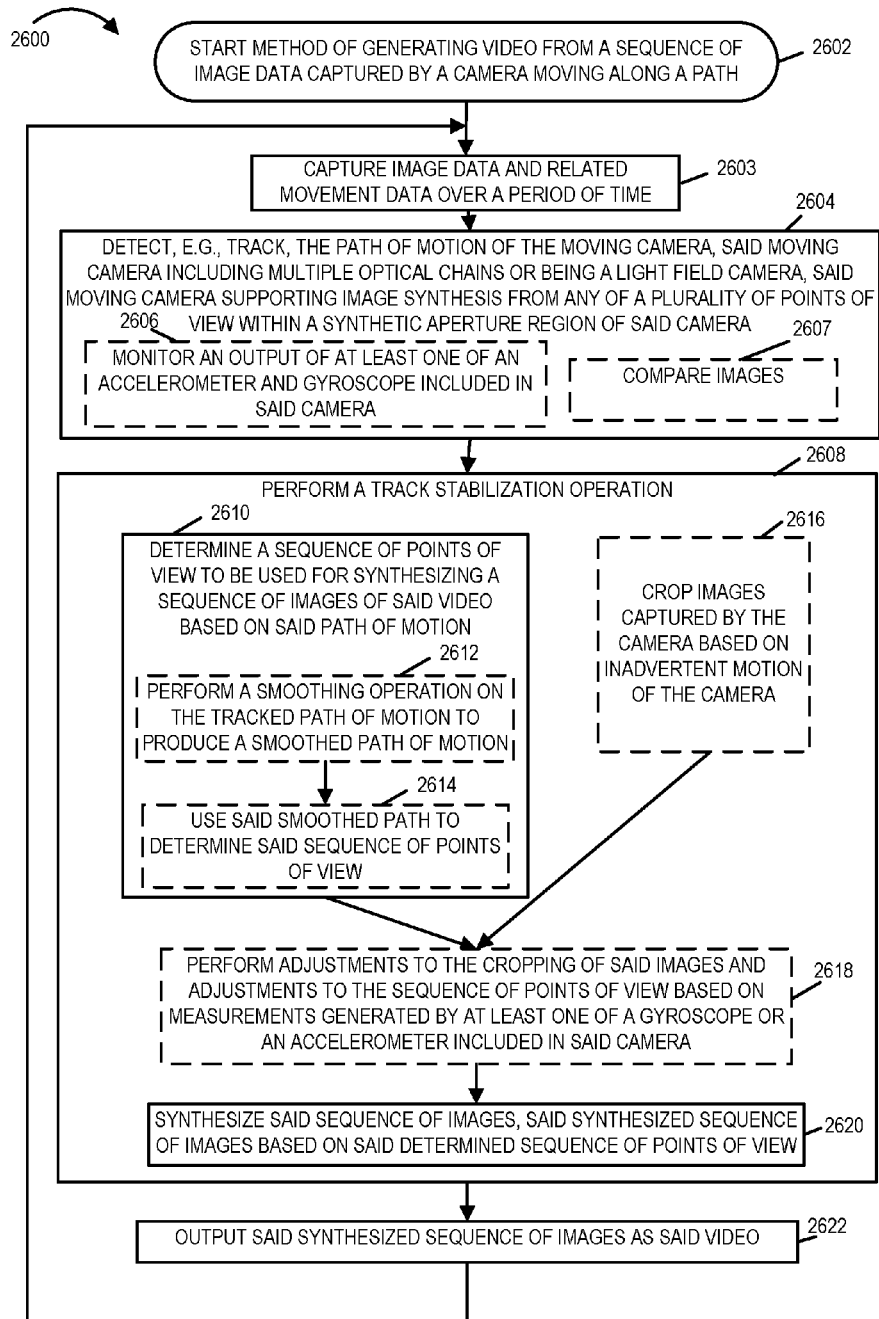 2600
START METHOD OF GENERATING VIDEO FROM A SEQUENCE OF
IMAGE DATA CAPTURED BY A CAMERA MOVING ALONG A PATH
2602
CAPTURE IMAGE DATA AND RELATED
MOVEMENT DATA OVER A PERIOD OF TIME
2603
2604
DETECT, E.G., TRACK, THE PATH OF MOTION OF THE MOVING CAMERA, SAID MOVING
CAMERA INCLUDING MULTIPLE OPTICAL CHAINS OR BEING A LIGHT FIELD CAMERA, SAID
MOVING CAMERA SUPPORTING IMAGE SYNTHESIS FROM ANY OF A PLURALITY OF POINTS OF
VIEW WITHIN A SYNTHETIC APERTURE REGION OF SAID CAMERA
2606
MONITOR AN OUTPUT OF AT LEAST ONE OF AN
ACCELEROMETER AND GYROSCOPE INCLUDED IN
SAID CAMERA
2607
COMPARE IMAGES
2608
PERFORM A TRACK STABILIZATION OPERATION
2610
DETERMINE A SEQUENCE OF POINTS OF
VIEW TO BE USED FOR SYNTHESIZING A
SEQUENCE OF IMAGES OF SAID VIDEO
BASED ON SAID PATH OF MOTION
2612
PERFORM A SMOOTHING OPERATION ON
THE TRACKED PATH OF MOTION TO
PRODUCE A SMOOTHED PATH OF MOTION
2614
USE SAID SMOOTHED PATH TO
DETERMINE SAID SEQUENCE OF POINTS
OF VIEW
2616
CROP IMAGES
CAPTURED BY THE
CAMERA BASED ON
INADVERTENT MOTION
OF THE CAMERA
PERFORM ADJUSTMENTS TO THE CROPPING OF SAID IMAGES AND
ADJUSTMENTS TO THE SEQUENCE OF POINTS OF VIEW BASED ON
MEASUREMENTS GENERATED BY AT LEAST ONE OF A GYROSCOPE OR
AN ACCELEROMETER INCLUDED IN SAID CAMERA
2618
SYNTHESIZE SAID SEQUENCE OF IMAGES, SAID SYNTHESIZED SEQUENCE
OF IMAGES BASED ON SAID DETERMINED SEQUENCE OF POINTS OF VIEW
2620
OUTPUT SAID SYNTHESIZED SEQUENCE OF IMAGES AS SAID VIDEO
2622